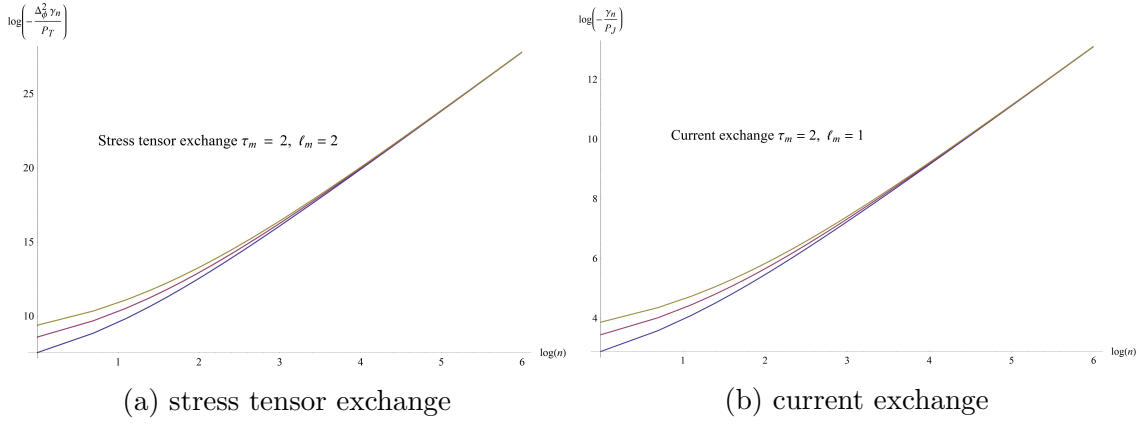 log(-Δ_ϕ^2 γ_n/P_T)
25
20
15
10
Stress tensor exchange τ_m = 2, ℓ_m = 2
1 2 3 4 5 6
log(n)
(a) stress tensor exchange
log(-γ_n/P_J)
12
10
8
6
4
Current exchange τ_m = 2, ℓ_m = 1
1 2 3 4 5 6
log(n)
(b) current exchange